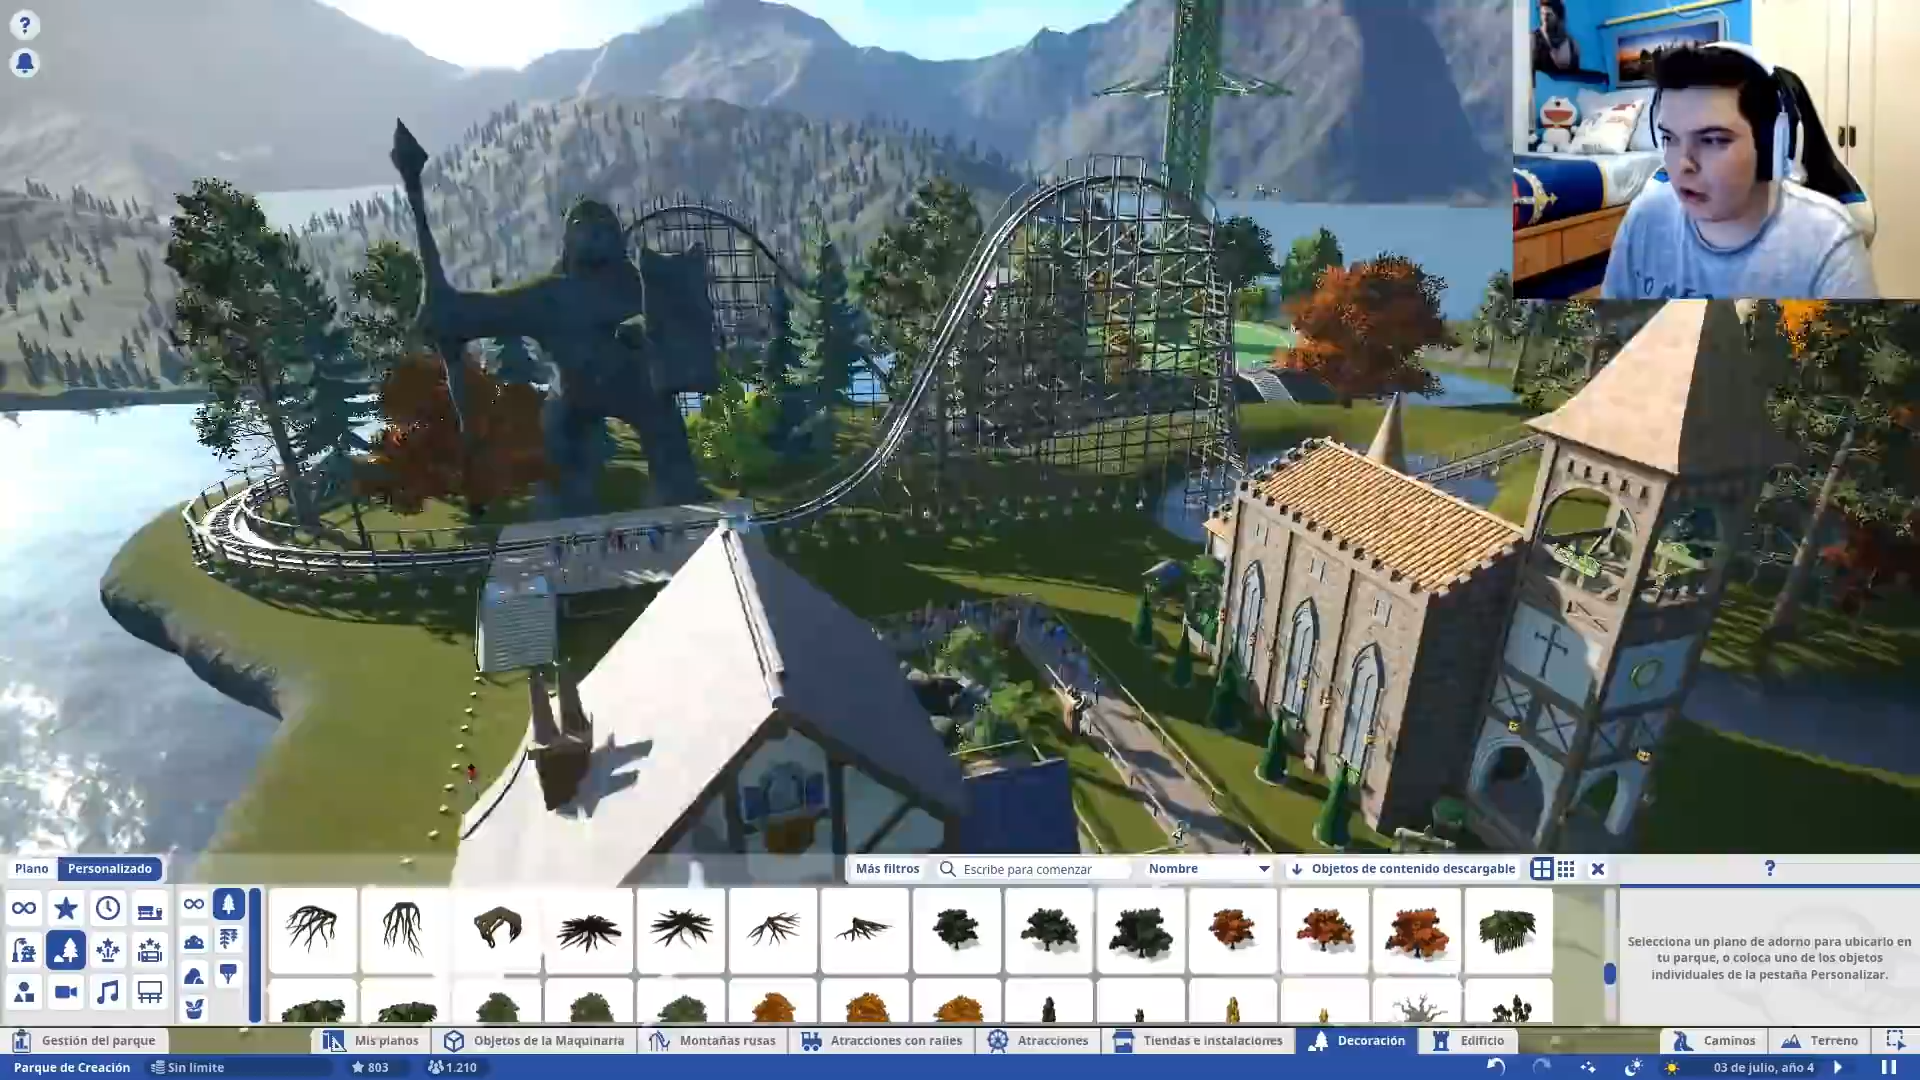 ?
Plano Personalizado
Más filtros Escribe para comenzar Nombre Objetos de contenido descargable ?
Selecciona un plano de adorno para ubicarlo en
tu parque, o coloca uno de los objetos
individuales de la pestaña Personalizar.
Gestión del parque Mis planos Objetos de la Maquinaria Montañas rusas Atracciones con raíles Atracciones Tiendas e instalaciones Decoración Edificio Caminos Terreno
Parque de Creación Sin límite 803 1.210 03 de julio, año 4